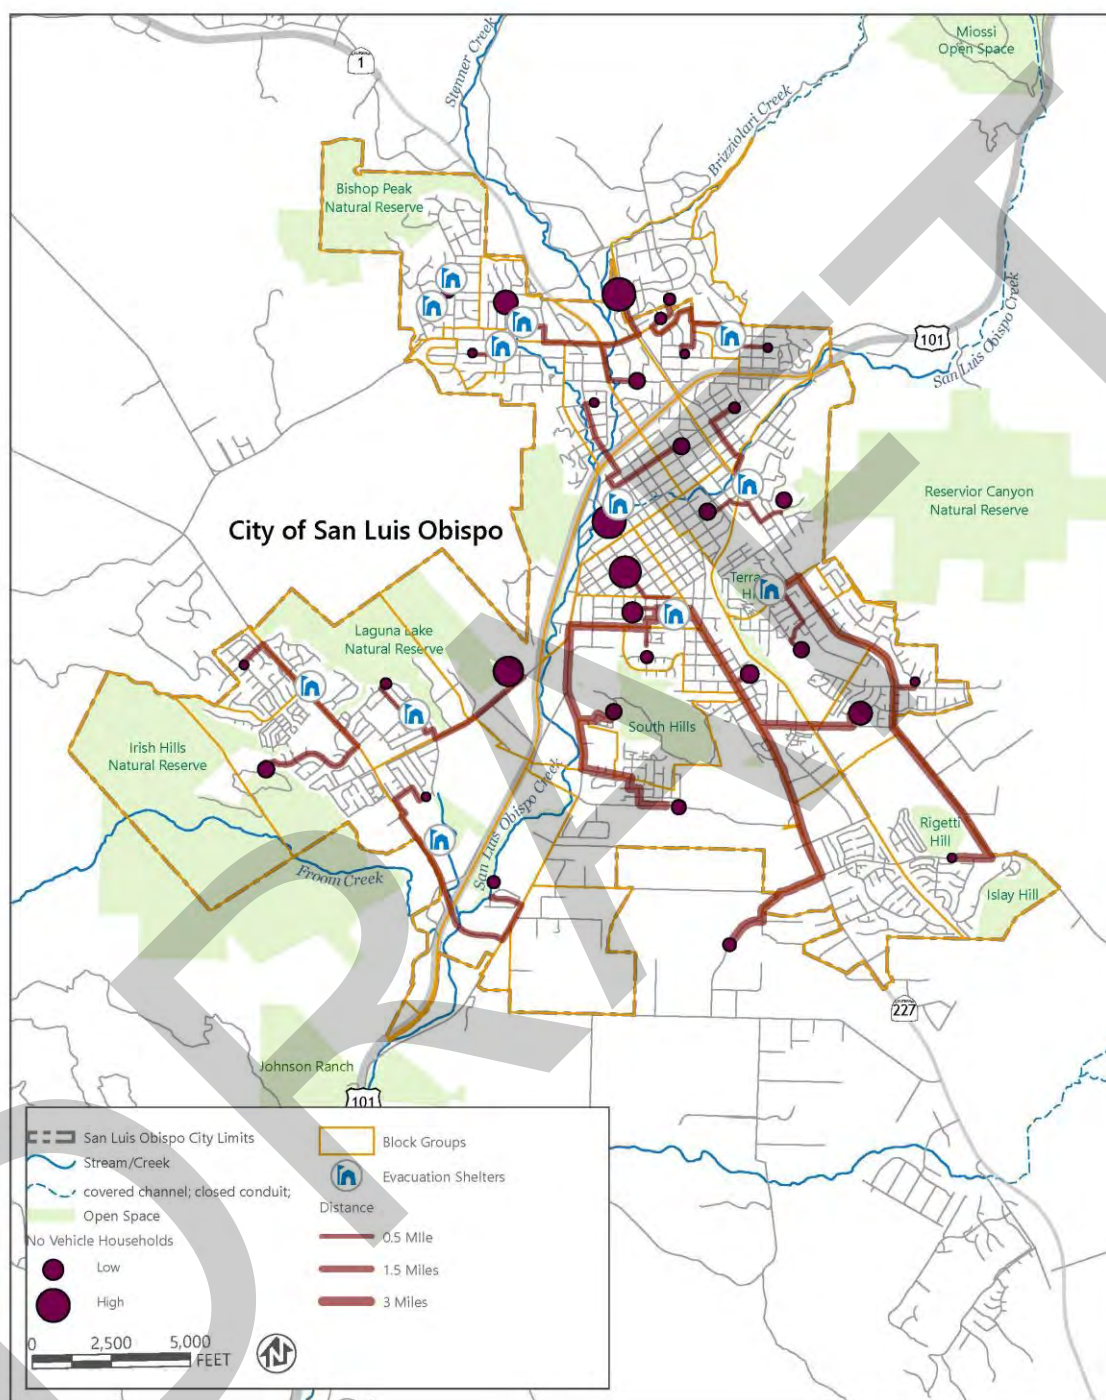 Miossi
Open Space
1
Stenner Creek
Brizziolari Creek
Bishop Peak
Natural Reserve
101
San Luis Obispo Creek
Reservior Canyon
Natural Reserve
City of San Luis Obispo
Laguna Lake
Natural Reserve
South Hills
Irish Hills
Natural Reserve
San Luis Obispo Creek
Froom Creek
Rigetti
Hill
Islay Hill
227
Johnson Ranch
101
San Luis Obispo City Limits
Stream/Creek
covered channel; closed conduit;
Open Space
No Vehicle Households
Low
High
0 2,500 5,000
FEET
N
Block Groups
Evacuation Shelters
Distance
0.5 MIle
1.5 Miles
3 Miles
DRAFT